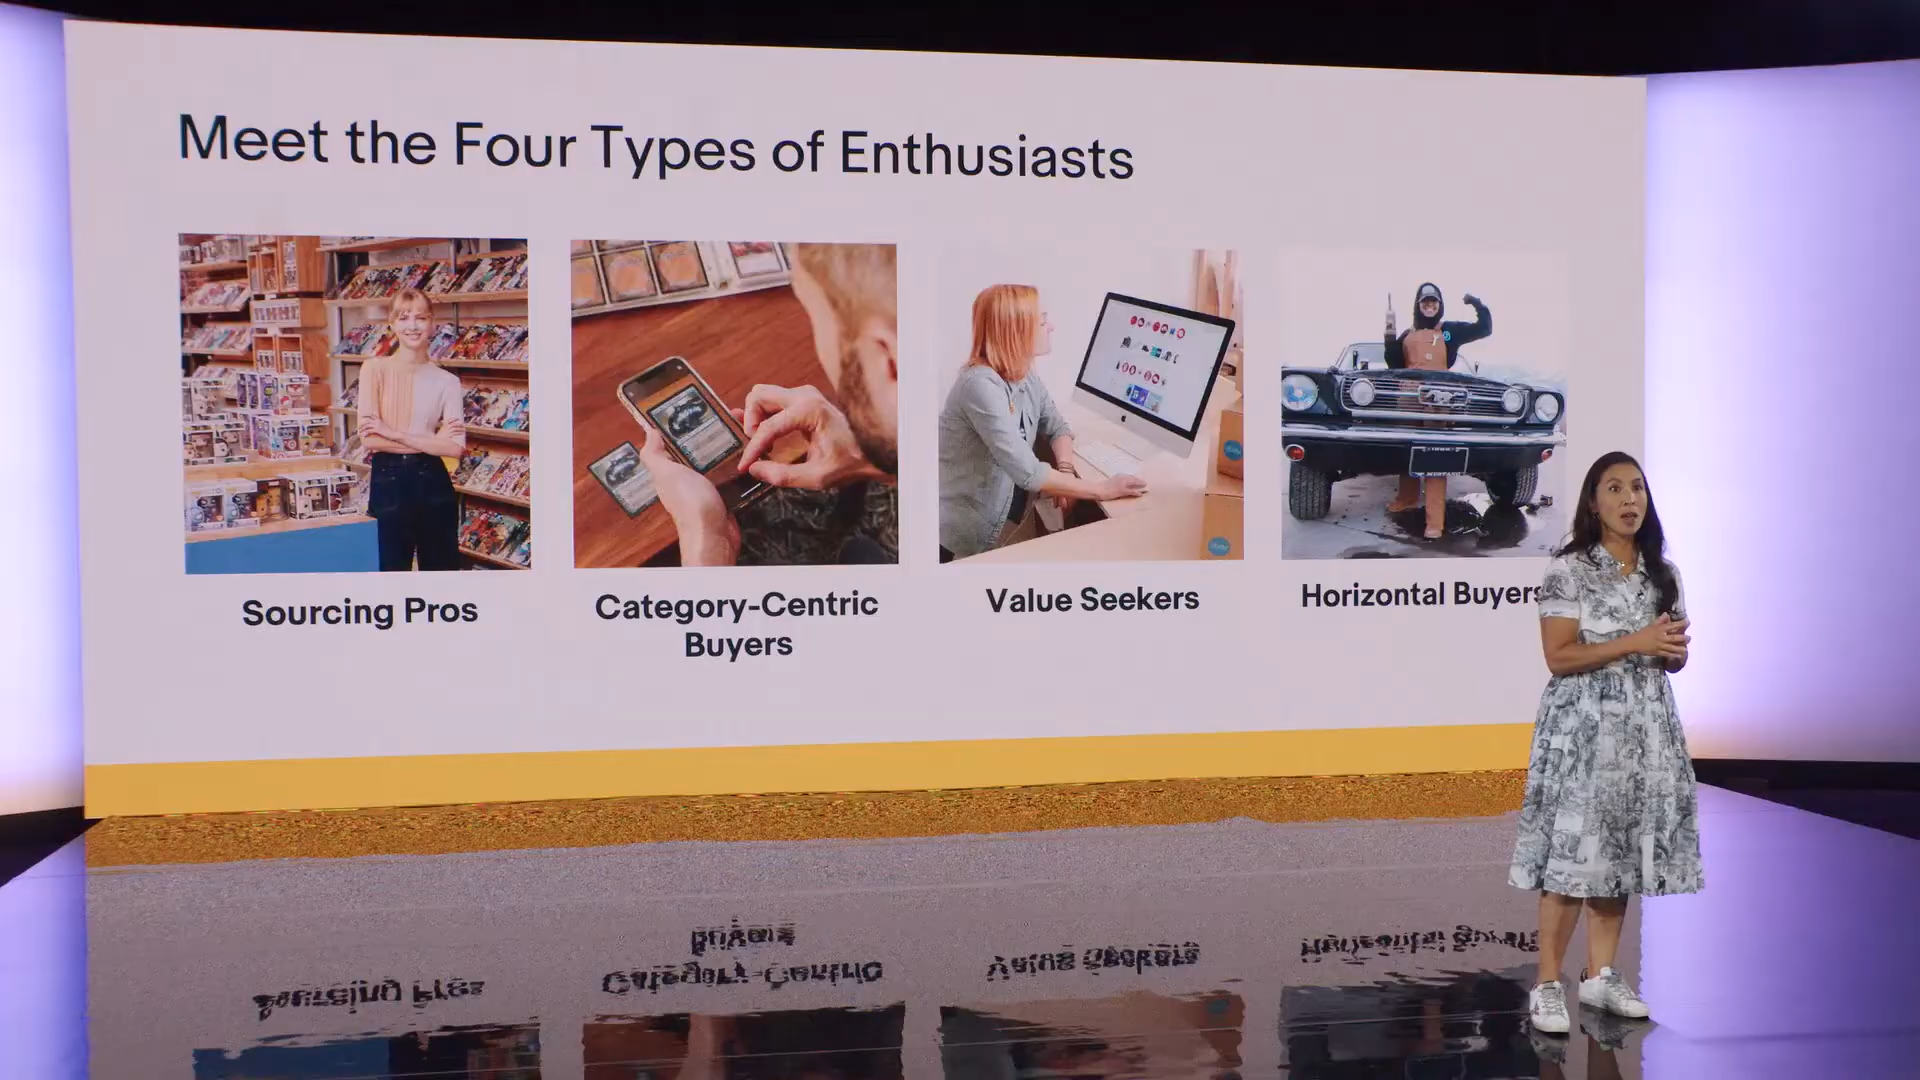 Meet the Four Types of Enthusiasts
Sourcing Pros
Category-Centric
Buyers
Value Seekers
Horizontal Buyers